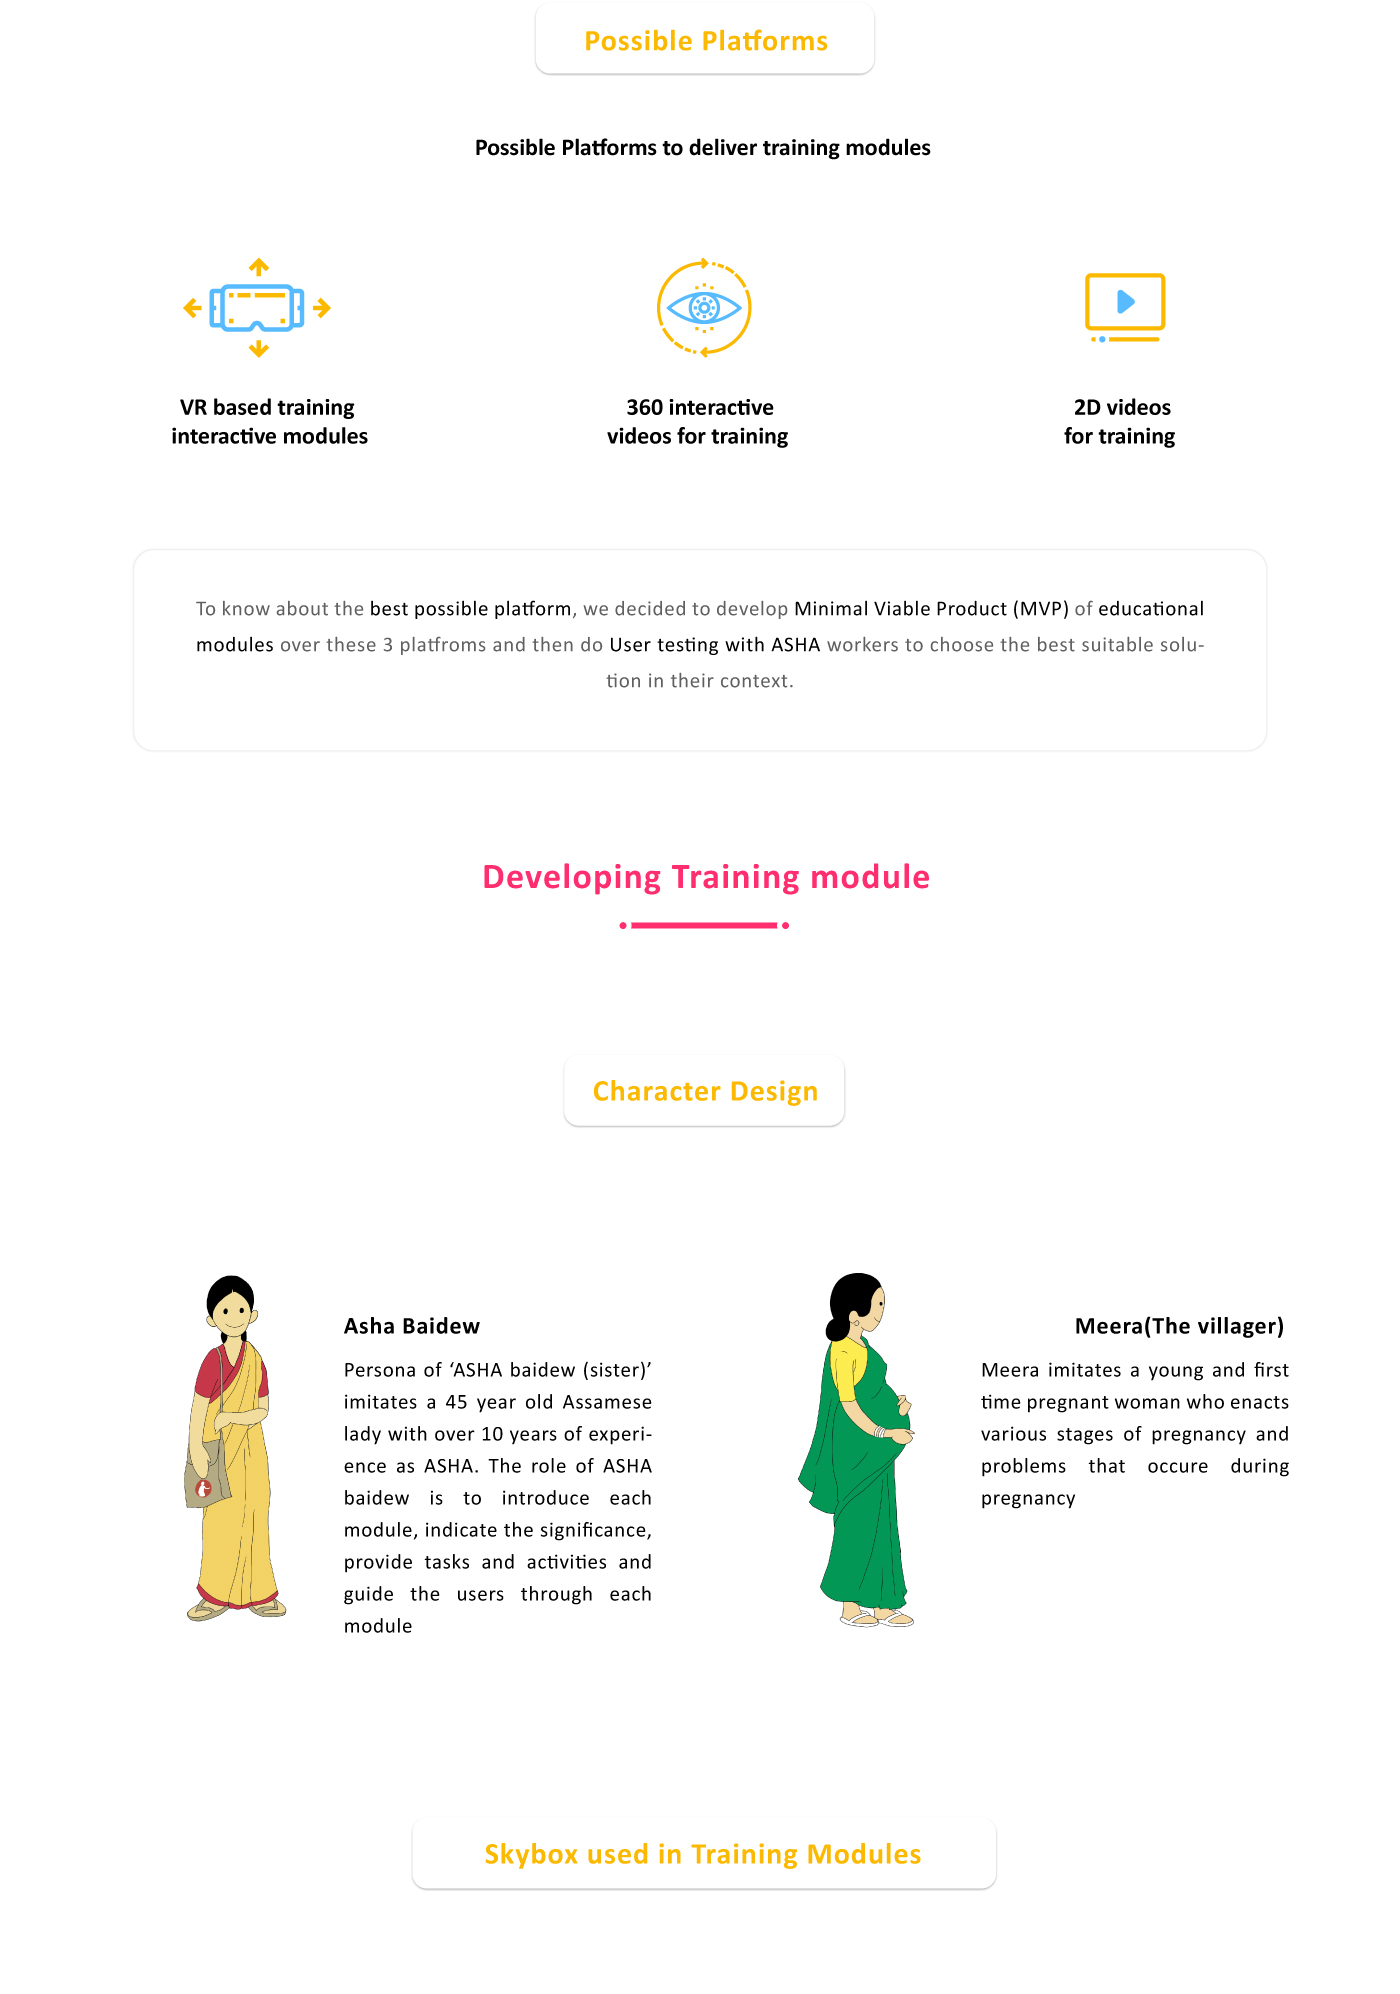 Possible Platforms
Possible Platforms to deliver training modules
VR based training
interactive modules
360 interactive
videos for training
2D videos
for training
To know about the best possible platform, we decided to develop Minimal Viable Product (MVP) of educational
modules over these 3 platfroms and then do User testing with ASHA workers to choose the best suitable solu-
tion in their context.
Developing Training module
Character Design
Asha Baidew
Persona of ‘ASHA baidew (sister)’
imitates a 45 year old Assamese
lady with over 10 years of experi-
ence as ASHA. The role of ASHA
baidew is to introduce each
module, indicate the significance,
provide tasks and activities and
guide the users through each
module
Meera(The villager)
Meera imitates a young and first
time pregnant woman who enacts
various stages of pregnancy and
problems that occure during
pregnancy
Skybox used in Training Modules